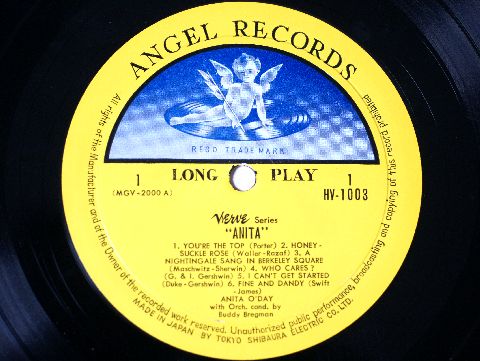 ANGEL RECORDS
REGD TRADE MARK
1 LONG PLAY 1
(MGV-2000 A) HV-1003
Verve Series
"ANITA"
1. YOU'RE THE TOP (Porter) 2. HONEY-
SUCKLE ROSE (Waller-Razaf) 3. A
NIGHTINGALE SANG IN BERKELEY SQUARE
(Maschwitz-Sherwin) 4. WHO CARES?
(G. & I. Gershwin) 5. I CAN'T GET STARTED
(Duke-Gershwin) 6. FINE AND DANDY (Swift
-James)
ANITA O'DAY
with Orch. cond. by
Buddy Bregman
All rights of the Manufacturer and of the Owner of the recorded work reserved. Unauthorized public performance, broadcasting and copying of this record prohibited
MADE IN JAPAN BY TOKYO SHIBAURA ELECTRIC CO. LTD.